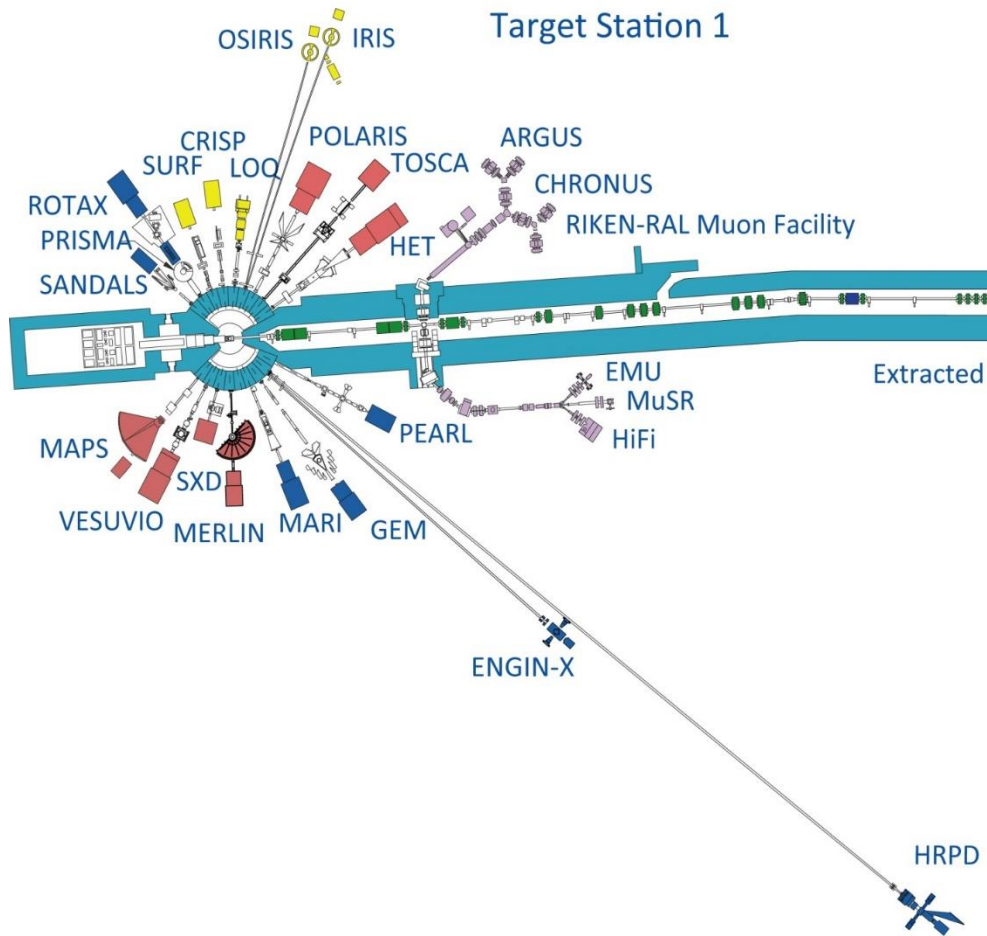 Target Station 1
OSIRIS
IRIS
CRISP
SURF
LOQ
POLARIS
TOSCA
ARGUS
CHRONUS
RIKEN-RAL Muon Facility
ROTAX
PRISMA
SANDALS
HET
EMU
MuSR
HiFi
Extracted
PEARL
MAPS
VESUVIO
SXD
MERLIN
MARI
GEM
ENGIN-X
HRPD